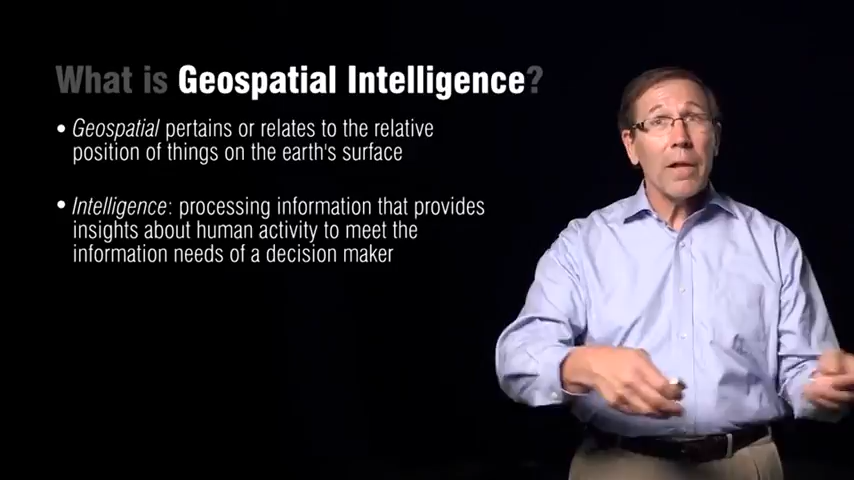 What is Geospatial Intelligence?
• Geospatial pertains or relates to the relative
position of things on the earth's surface
• Intelligence: processing information that provides
insights about human activity to meet the
information needs of a decision maker